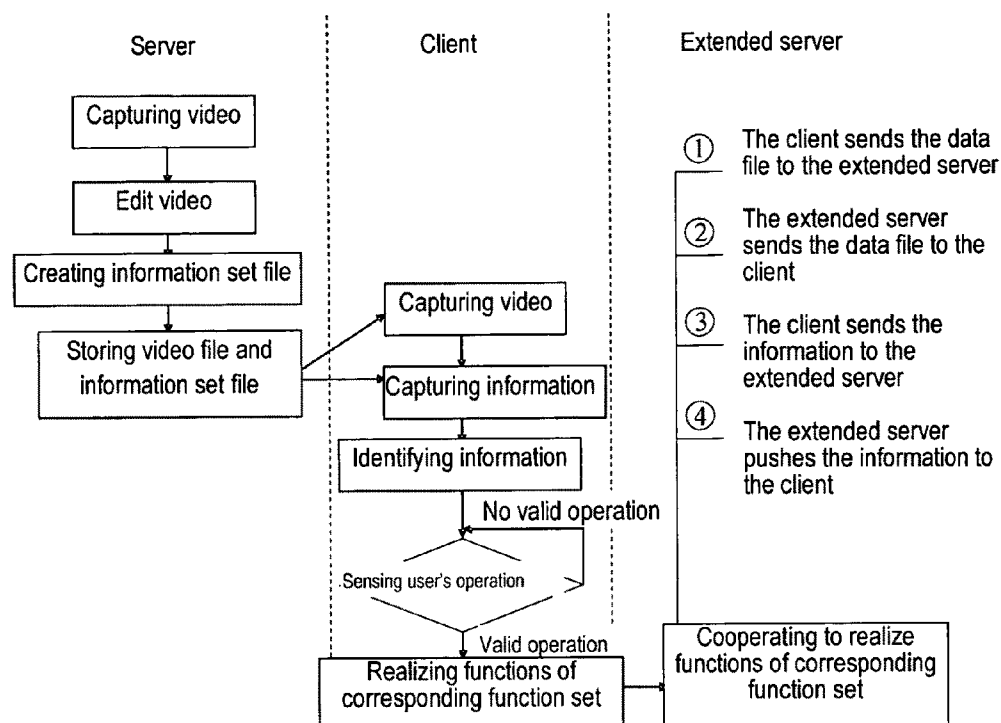 Server
Client
Extended server
Capturing video
Edit video
Creating information set file
Storing video file and
information set file
Capturing video
Capturing information
Identifying information
No valid operation
Sensing user's operation
Valid operation
Realizing functions of
corresponding function set
① The client sends the data
file to the extended server
② The extended server
sends the data file to the
client
③ The client sends the
information to the
extended server
④ The extended server
pushes the information to
the client
Cooperating to realize
functions of corresponding
function set